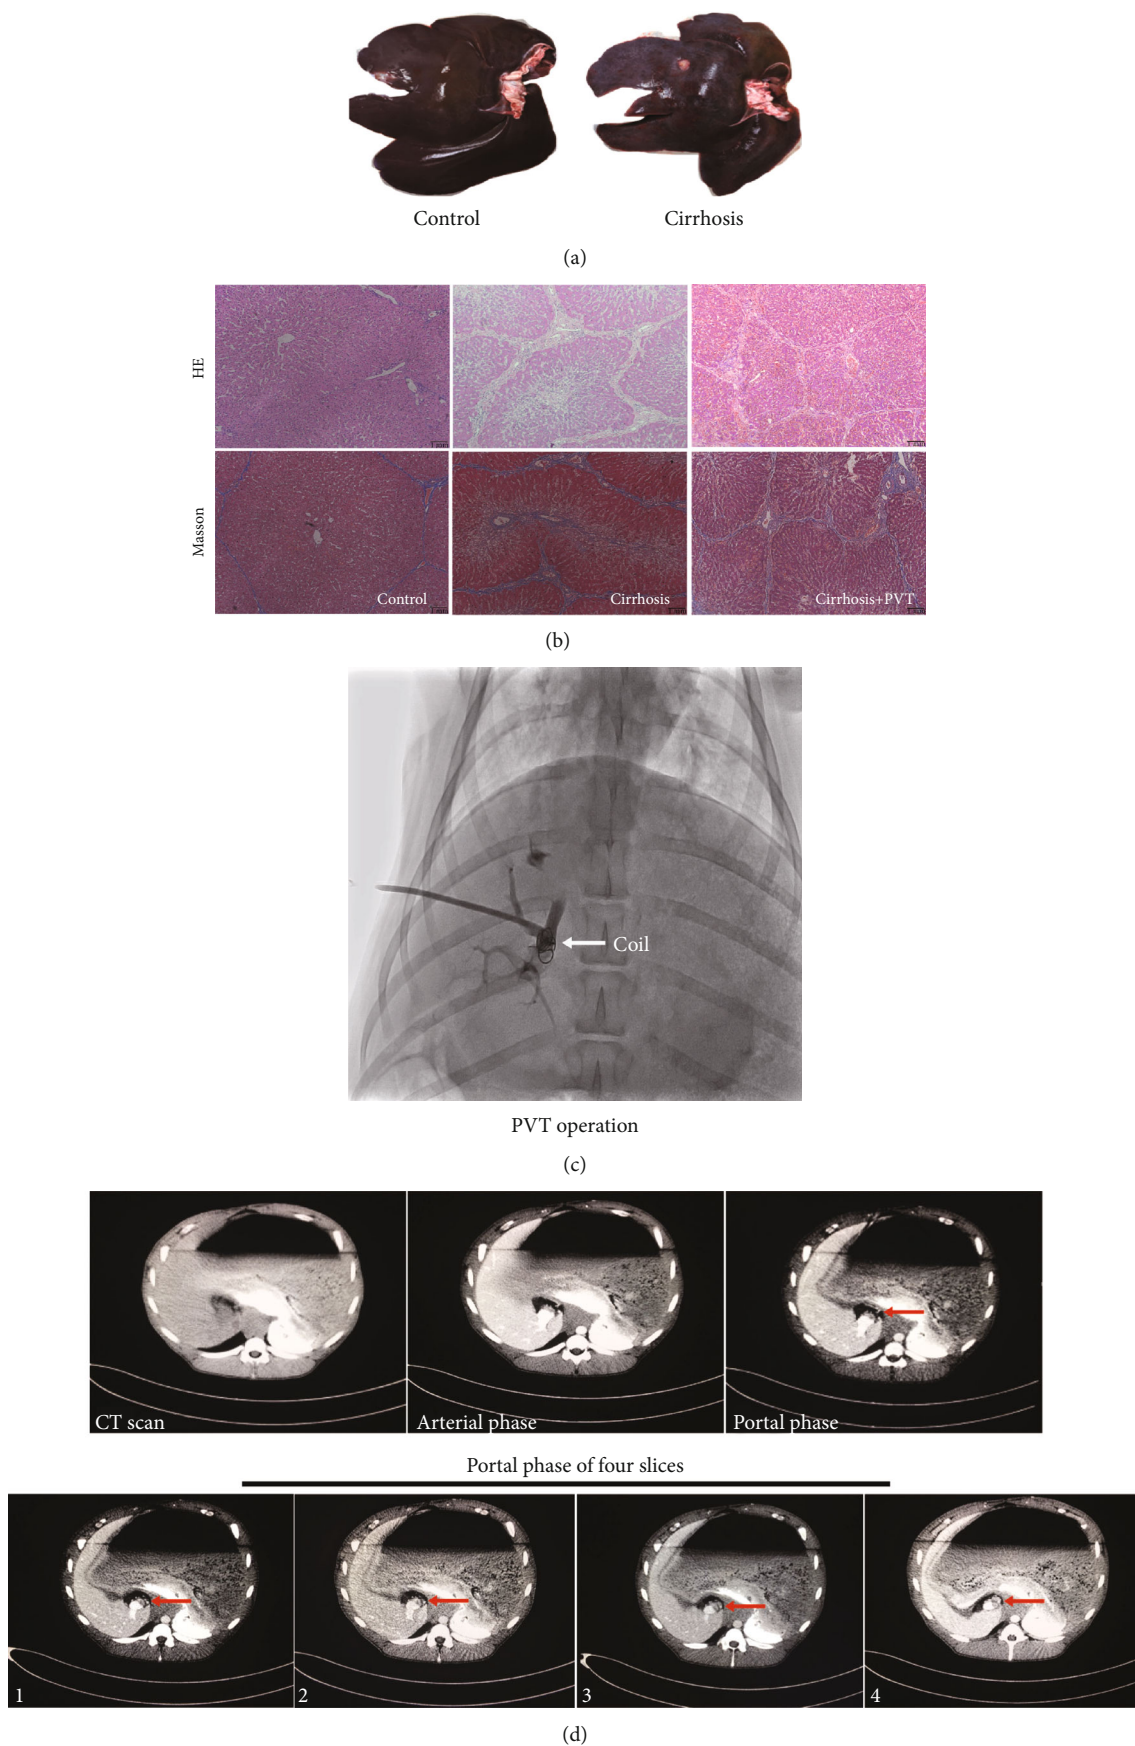 Control Cirrhosis
(a)
HE
Masson
Control Cirrhosis Cirrhosis+PVT
(b)
Coil
PVT operation
(c)
CT scan Arterial phase Portal phase
Portal phase of four slices
1 2 3 4
(d)